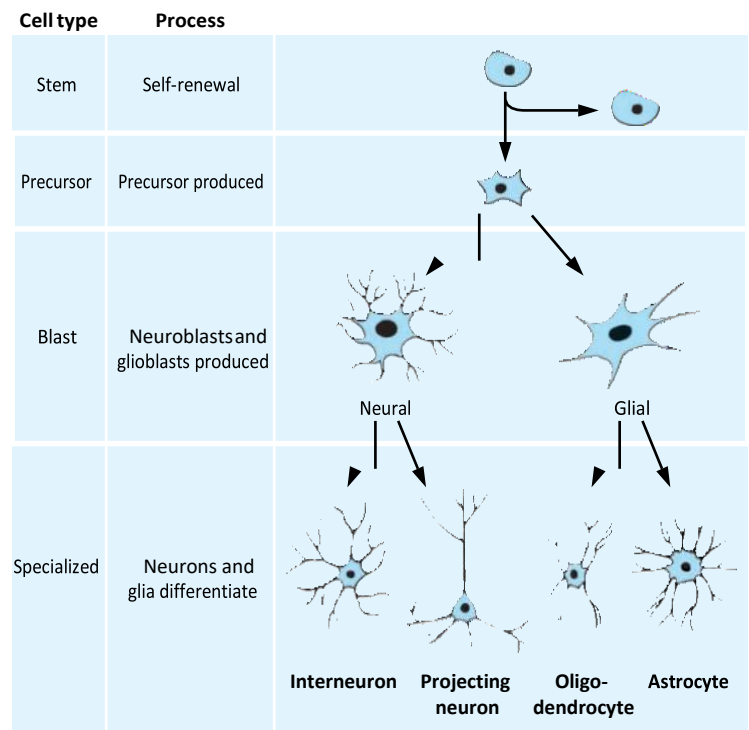 Cell type Process
Stem Self-renewal
Precursor Precursor produced
Blast Neuroblasts and
glioblasts produced
Neural Glial
Specialized Neurons and
glia differentiate
Interneuron Projecting Oligo- Astrocyte
neuron dendrocyte